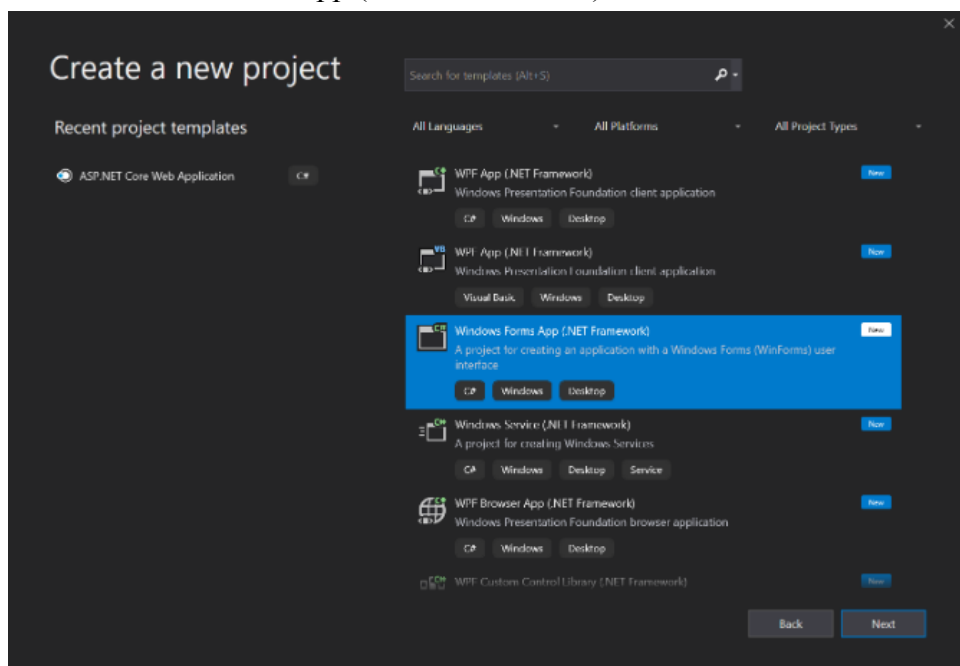 Create a new project
Search for templates (Alt+S)
Recent project templates
All Languages
All Platforms
All Project Types
ASP.NET Core Web Application
C#
WPF App (.NET Framework)
New
Windows Presentation Foundation client application
C#
Windows
Desktop
WPF App (.NET Framework)
New
Windows Presentation Foundation client application
Visual Basic
Windows
Desktop
Windows Forms App (.NET Framework)
New
A project for creating an application with a Windows Forms (WinForms) user
interface
C#
Windows
Desktop
Windows Service (.NET Framework)
New
A project for creating Windows Services
C#
Windows
Desktop
Service
WPF Browser App (.NET Framework)
New
Windows Presentation Foundation browser application
C#
Windows
Desktop
WPF Custom Control Library (.NET Framework)
New
Back
Next